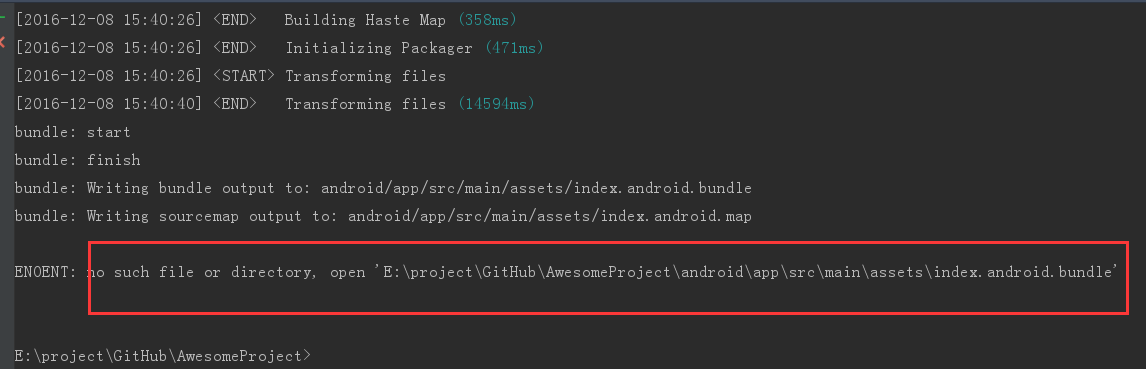 [2016-12-08 15:40:26] <END>   Building Haste Map (358ms)
[2016-12-08 15:40:26] <END>   Initializing Packager (471ms)
[2016-12-08 15:40:26] <START> Transforming files
[2016-12-08 15:40:40] <END>   Transforming files (14594ms)
bundle: start
bundle: finish
bundle: Writing bundle output to: android/app/src/main/assets/index.android.bundle
bundle: Writing sourcemap output to: android/app/src/main/assets/index.android.map
ENOENT: no such file or directory, open 'E:\project\GitHub\AwesomeProject\android\app\src\main\assets\index.android.bundle'
E:\project\GitHub\AwesomeProject>